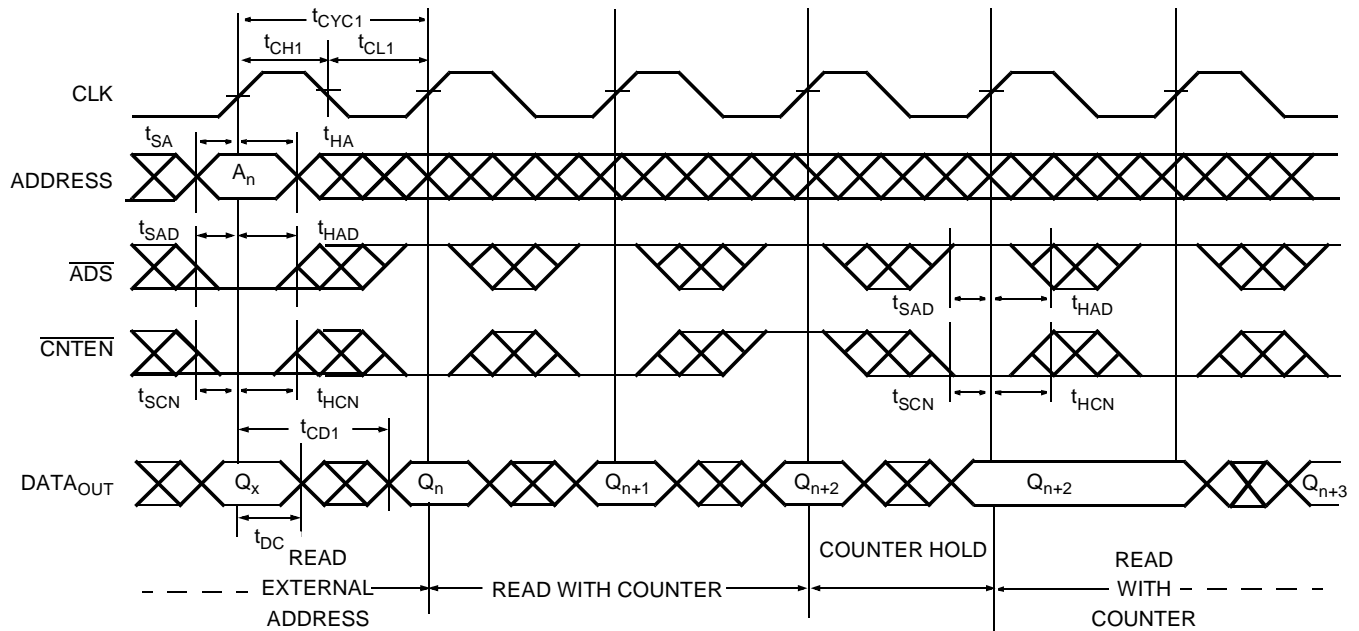 tCYC1
tCH1 tCL1
CLK
tSA tHA
ADDRESS An
tSAD tHAD
ADS
tSAD tHAD
CNTEN
tSCN tHCN tSCN tHCN
tCD1
DATAOUT Qx Qn Qn+1 Qn+2 Qn+2 Qn+3
tDC
READ
EXTERNAL
ADDRESS
READ WITH COUNTER
COUNTER HOLD
READ
WITH
COUNTER